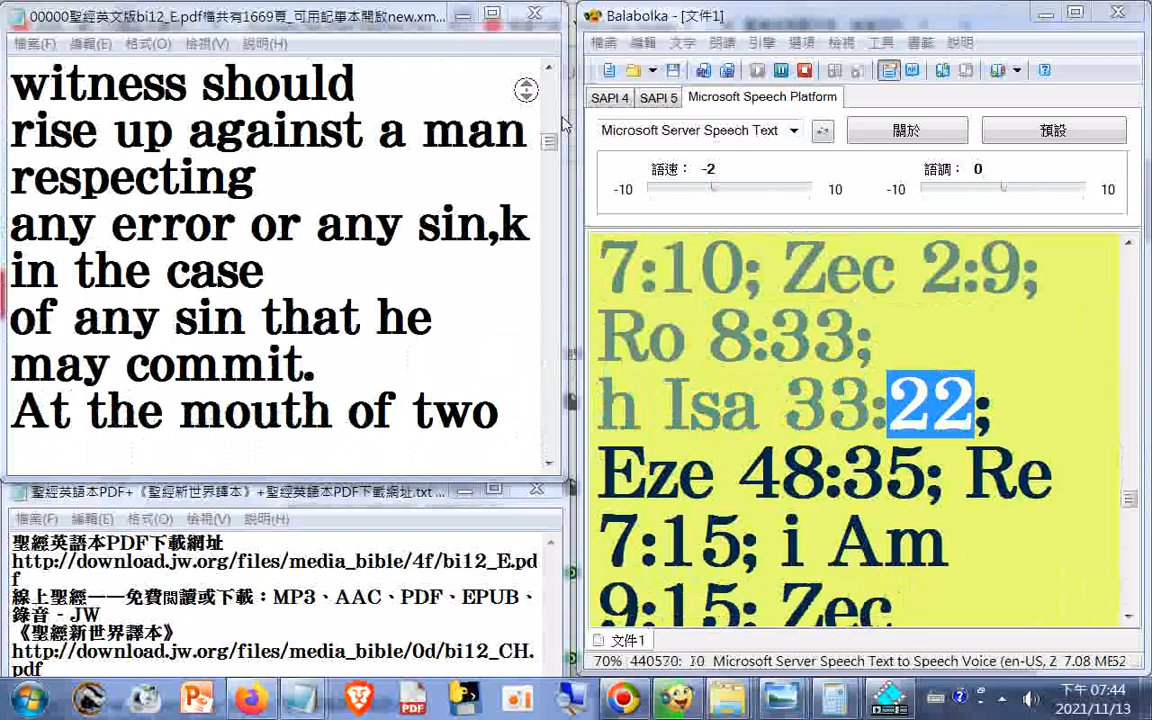 00000聖經英文版bi12_E.pdf檔共有1669頁_可用記事本開啟new.xm...
檔案(F) 編輯(E) 格式(O) 檢視(V) 說明(H)
witness should
rise up against a man
respecting
any error or any sin,k
in the case
of any sin that he
may commit.
At the mouth of two
聖經英語本PDF+《聖經新世界譯本》+聖經英語本PDF下載網址.txt ...
檔案(F) 編輯(E) 格式(O) 檢視(V) 說明(H)
聖經英語本PDF下載網址
http://download.jw.org/files/media_bible/4f/bi12_E.pd
f
線上聖經——免費閱讀或下載：MP3、AAC、PDF、EPUB、
錄音 - JW
《聖經新世界譯本》
http://download.jw.org/files/media_bible/0d/bi12_CH.
pdf
Balabolka - [文件1]
檔案 編輯 文字 朗讀 引擎 選項 檢視 工具 書籤 說明
SAPI 4 SAPI 5 Microsoft Speech Platform
Microsoft Server Speech Text 關於 預設
語速： -2 語調： 0
-10 10 -10 10
7:10; Zec 2:9;
Ro 8:33;
h Isa 33:22;
Eze 48:35; Re
7:15; i Am
9:15; Zec
文件1
70% 440570: 10 Microsoft Server Speech Text to Speech Voice (en-US, Z 7.08 ME52
PDF
下午 07:44
2021/11/13